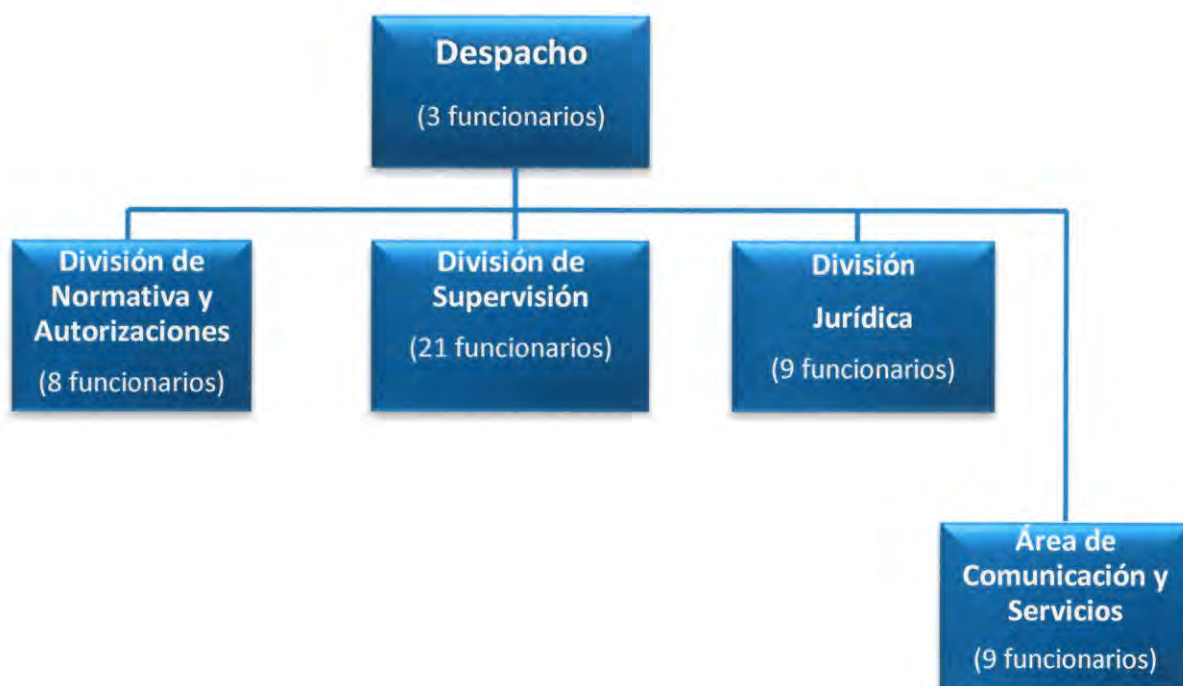 Despacho
(3 funcionarios)
División de
Normativa y
Autorizaciones
(8 funcionarios)
División de
Supervisión
(21 funcionarios)
División
Jurídica
(9 funcionarios)
Área de
Comunicación y
Servicios
(9 funcionarios)